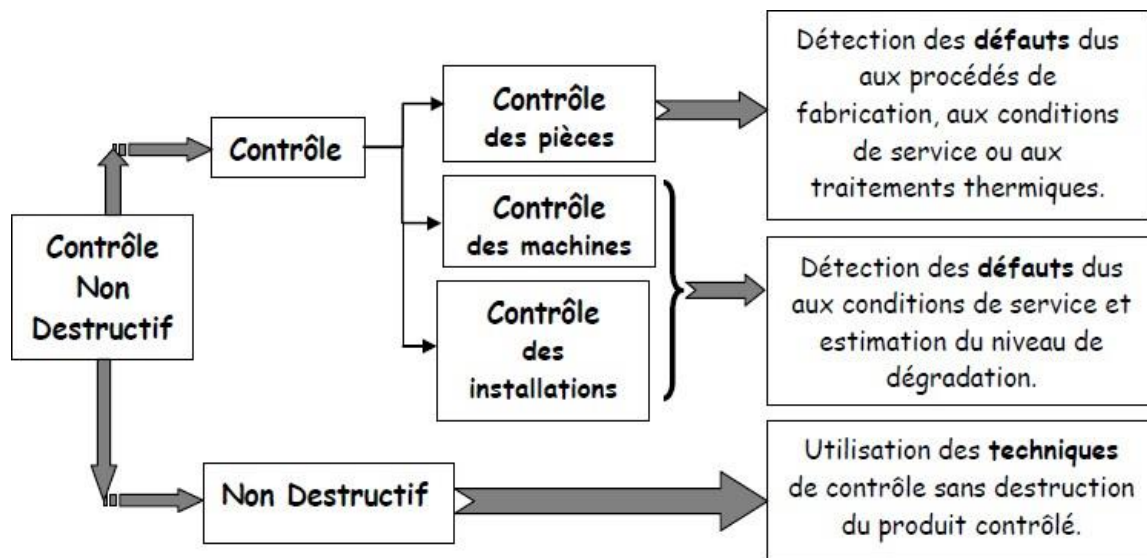 Contrôle
Non
Destructif
Contrôle
Contrôle
des pièces
Contrôle
des machines
Contrôle
des
installations
Détection des défauts dus
aux procédés de
fabrication, aux conditions
de service ou aux
traitements thermiques.
Détection des défauts dus
aux conditions de service et
estimation du niveau de
dégradation.
Non Destructif
Utilisation des techniques
de contrôle sans destruction
du produit contrôlé.